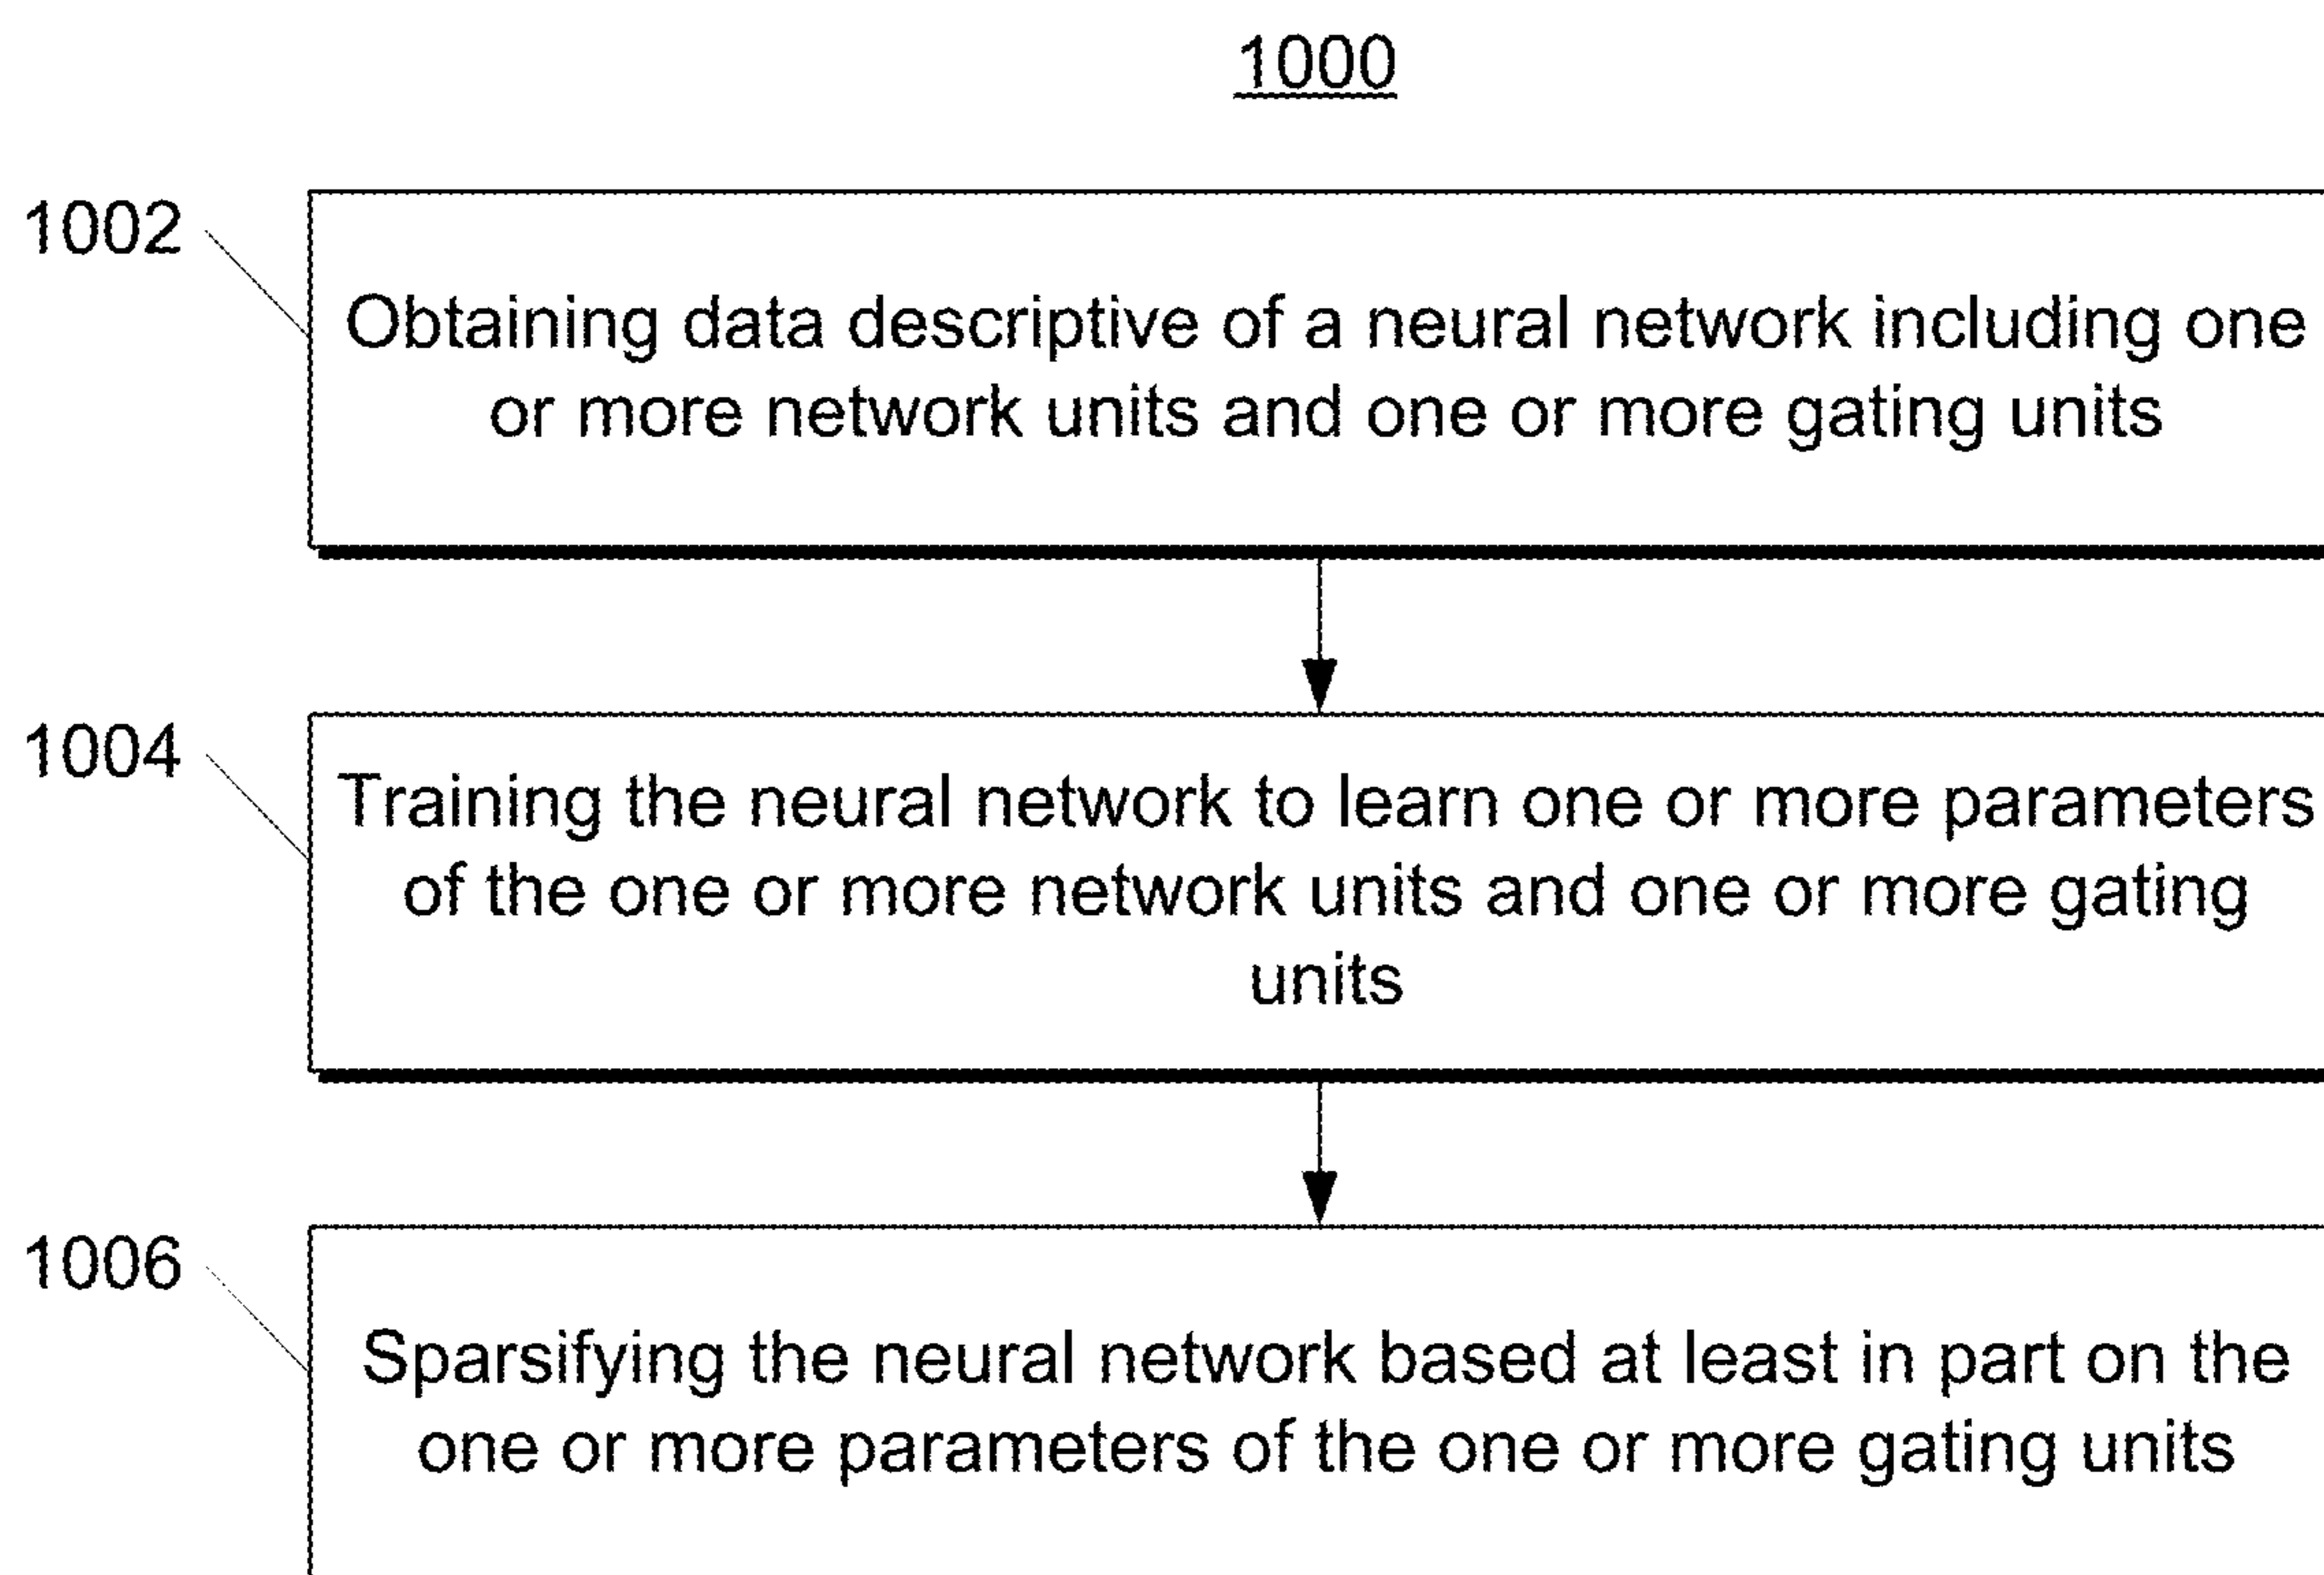 1000
1002
Obtaining data descriptive of a neural network including one
or more network units and one or more gating units
1004
Training the neural network to learn one or more parameters
of the one or more network units and one or more gating
units
1006
Sparsifying the neural network based at least in part on the
one or more parameters of the one or more gating units